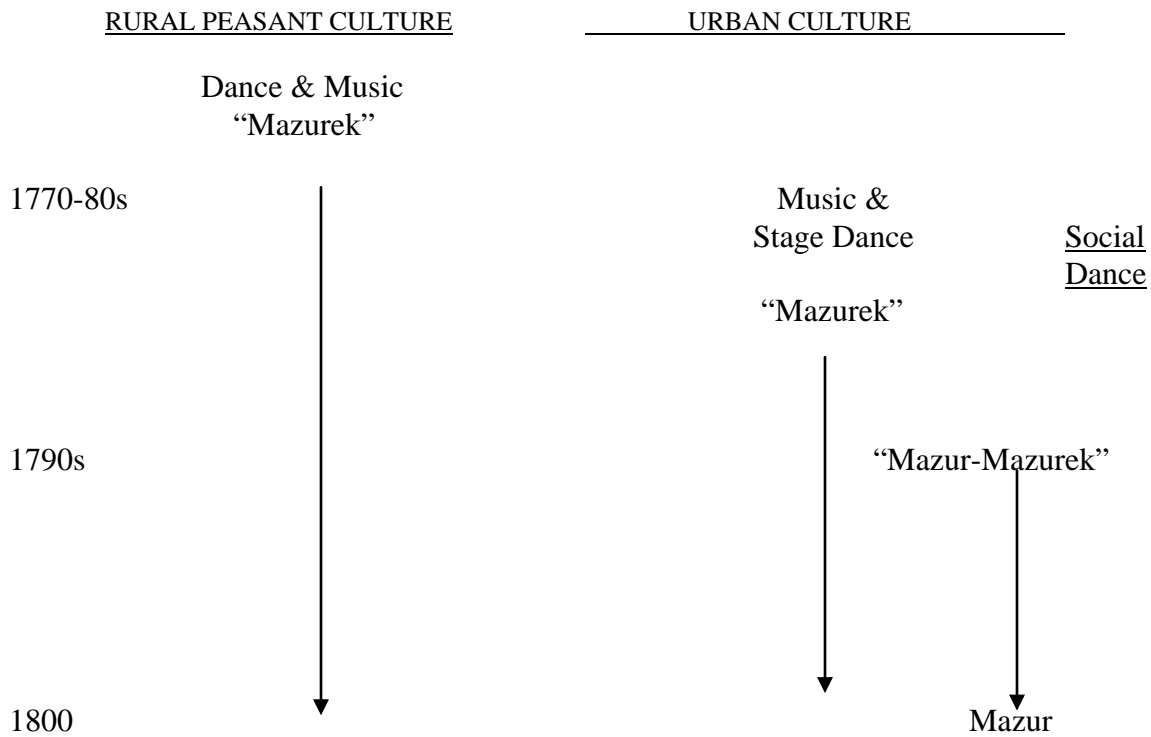 RURAL PEASANT CULTURE URBAN CULTURE
Dance & Music
“Mazurek”
1770-80s Music &
Stage Dance Social
Dance
“Mazurek”
1790s “Mazur-Mazurek”
1800 Mazur